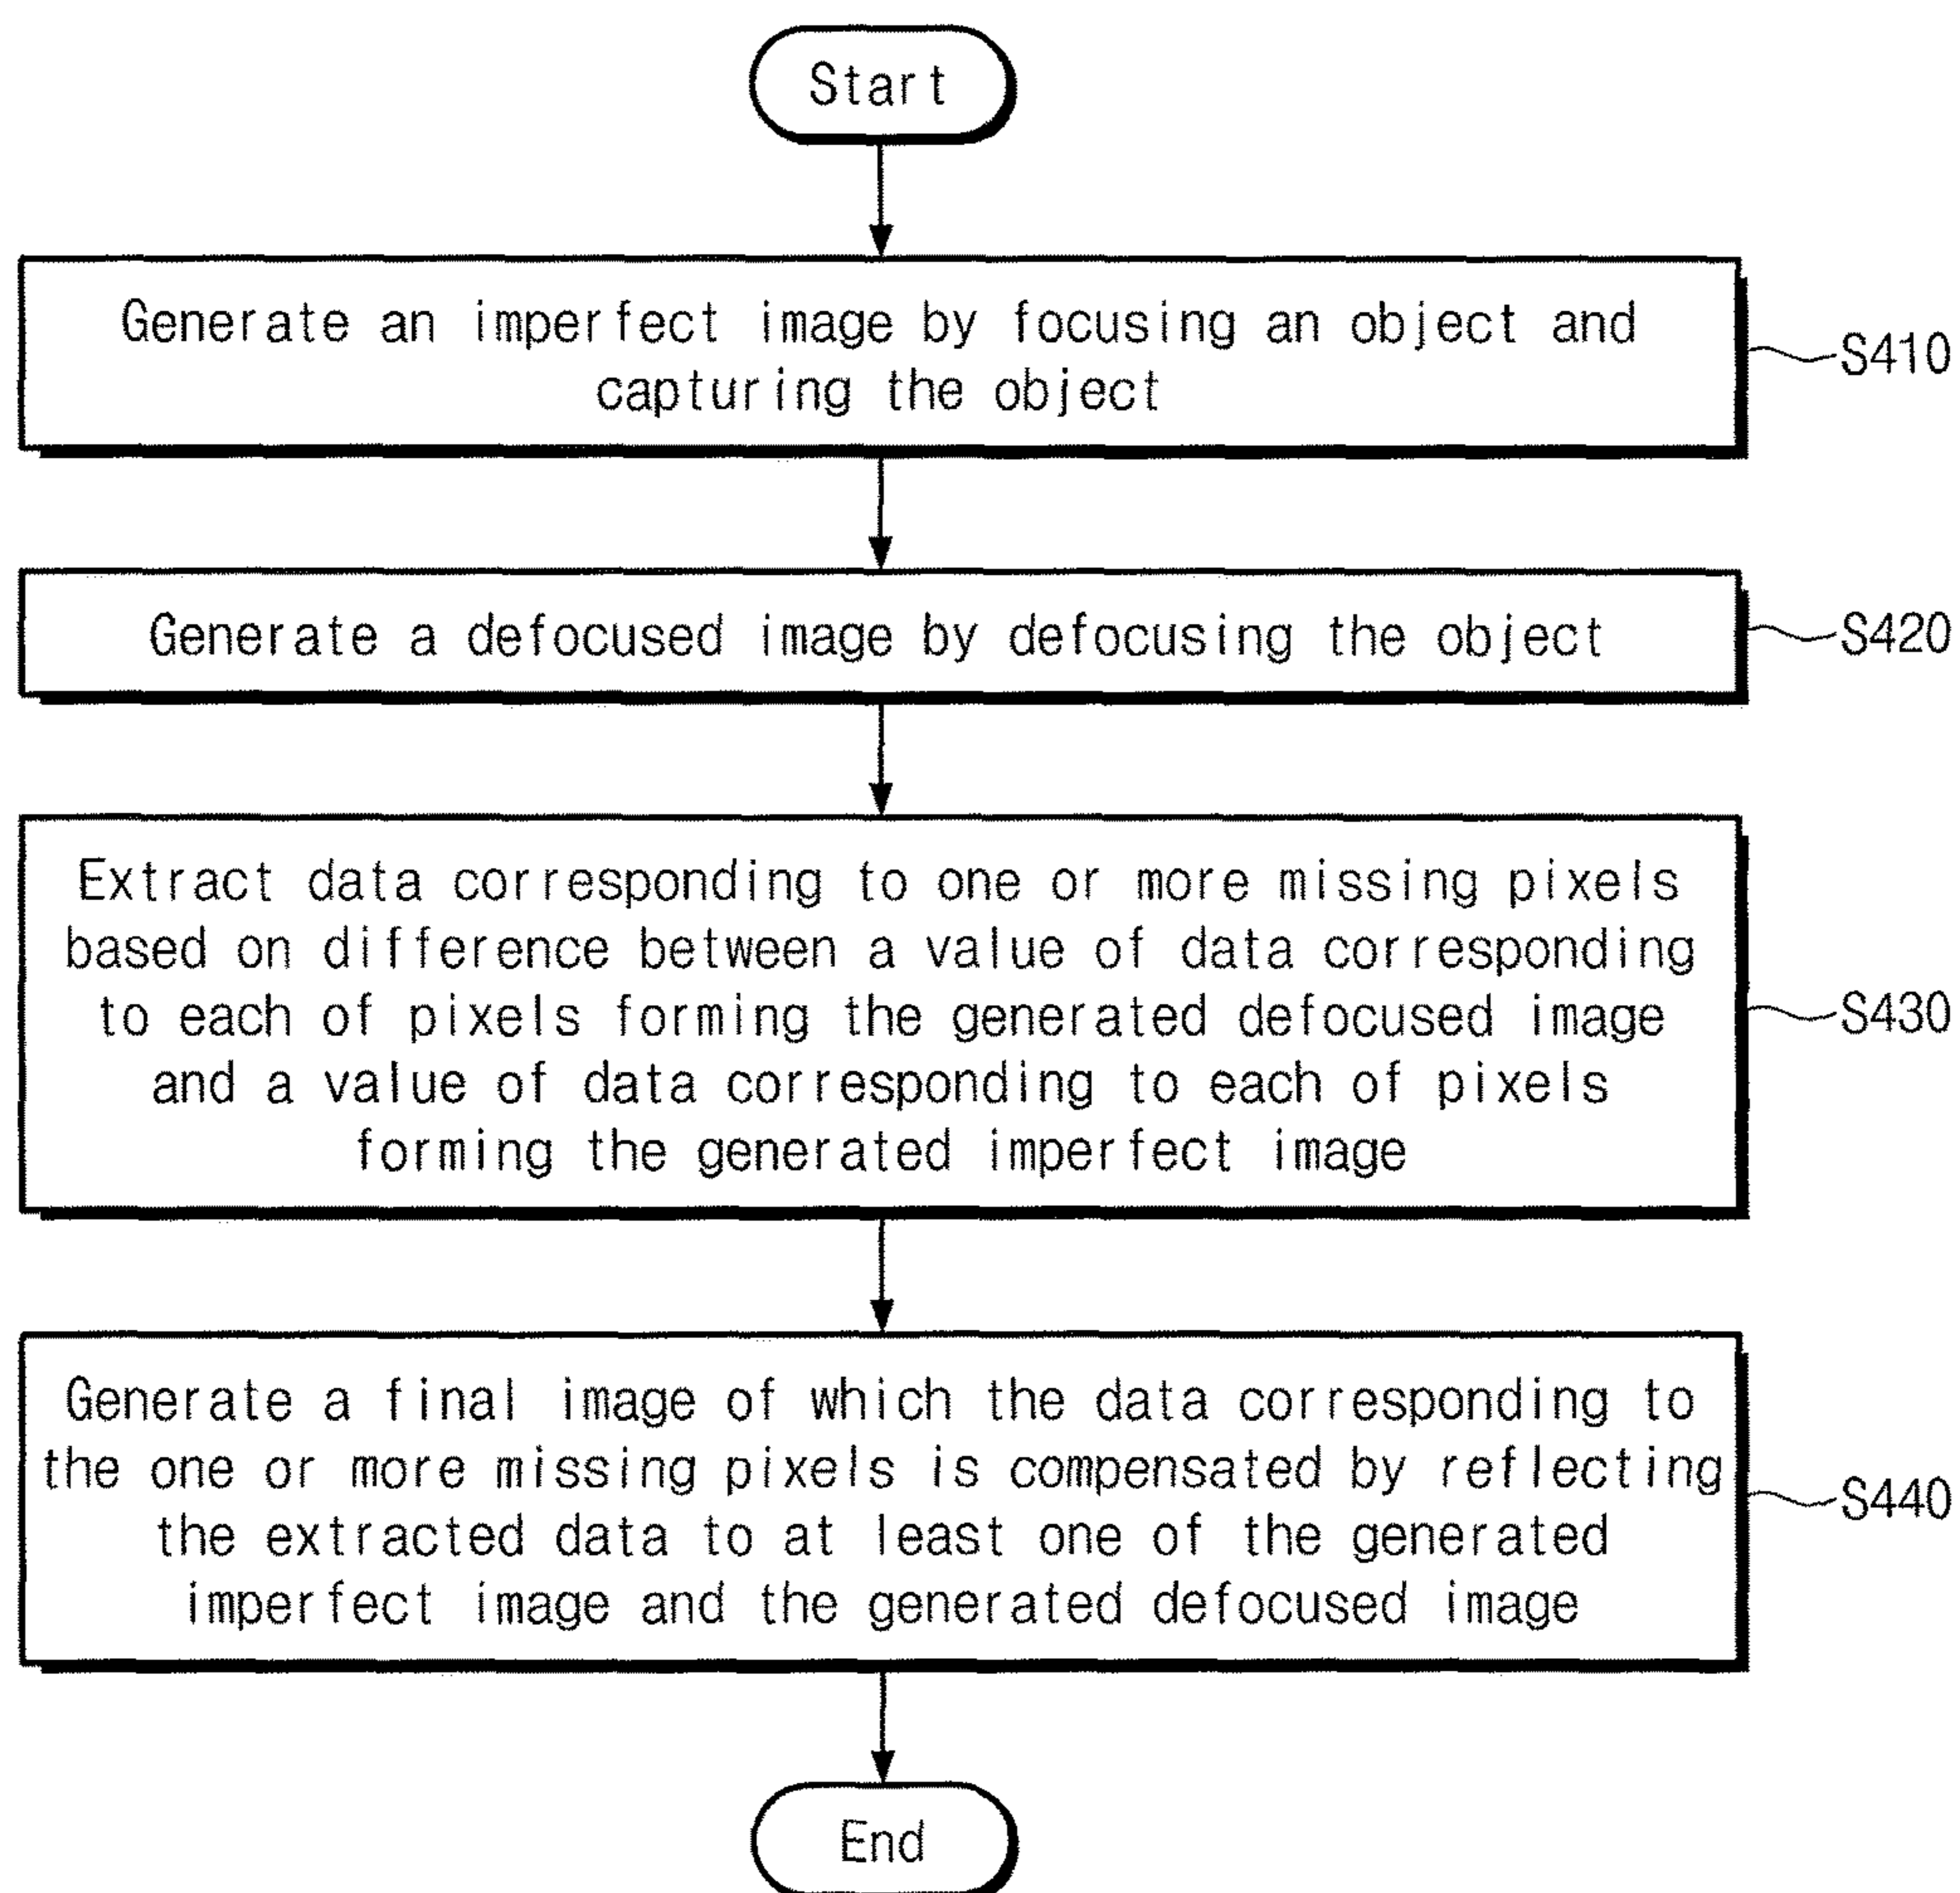 Start
Generate an imperfect image by focusing an object and
capturing the object
S410
Generate a defocused image by defocusing the object
S420
Extract data corresponding to one or more missing pixels
based on difference between a value of data corresponding
to each of pixels forming the generated defocused image
and a value of data corresponding to each of pixels
forming the generated imperfect image
S430
Generate a final image of which the data corresponding to
the one or more missing pixels is compensated by reflecting
the extracted data to at least one of the generated
imperfect image and the generated defocused image
S440
End